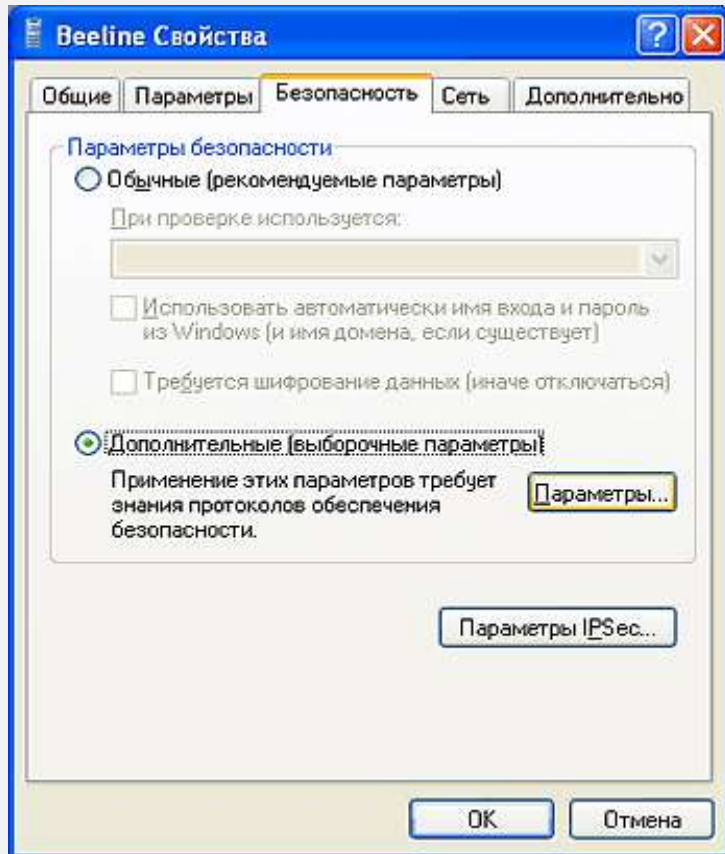 Beeline Свойства
Общие
Параметры
Безопасность
Сеть
Дополнительно
Параметры безопасности
Обычные (рекомендуемые параметры)
При проверке используется:
Использовать автоматически имя входа и пароль
из Windows (и имя домена, если существует)
Требуется шифрование данных (иначе отключаться)
Дополнительные (выборочные параметры)
Применение этих параметров требует
знания протоколов обеспечения
безопасности.
Параметры...
Параметры IPSec...
OK
Отмена